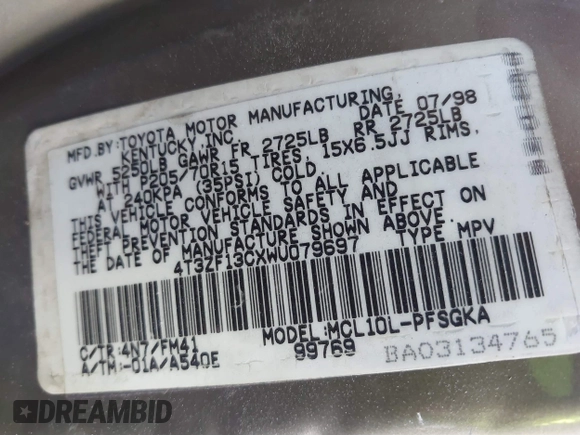 MFD.BY:TOYOTA MOTOR MANUFACTURING,
KENTUCKY,INC. DATE 07/98
GVWR 5250LB GAWR FR 2725LB RR 2725LB
WITH P205/70R15 TIRES, 15X6.5JJ RIMS,
AT 240KPA (35PSI) COLD.
THIS VEHICLE CONFORMS TO ALL APPLICABLE
FEDERAL MOTOR VEHICLE SAFETY AND
THEFT PREVENTION STANDARDS IN EFFECT ON
THE DATE OF MANUFACTURE SHOWN ABOVE.
4T3ZF13CXWU079697 TYPE MPV
C/TR:4N7/FM41 MODEL:MCL10L-PFSGKA
A/TM:-01A/A540E 99769
BA03134765
DREAMBID